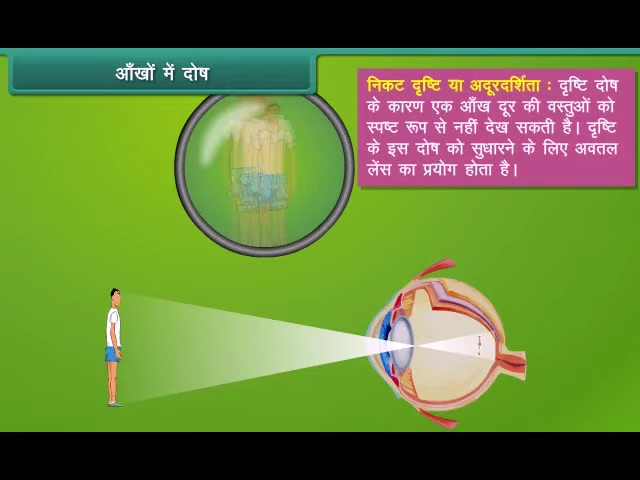 आँखों में दोष
निकट दृष्टि या अदूरदर्शिता : दृष्टि दोष
के कारण एक आँख दूर की वस्तुओं को
स्पष्ट रूप से नहीं देख सकती है। दृष्टि
के इस दोष को सुधारने के लिए अवतल
लेंस का प्रयोग होता है।